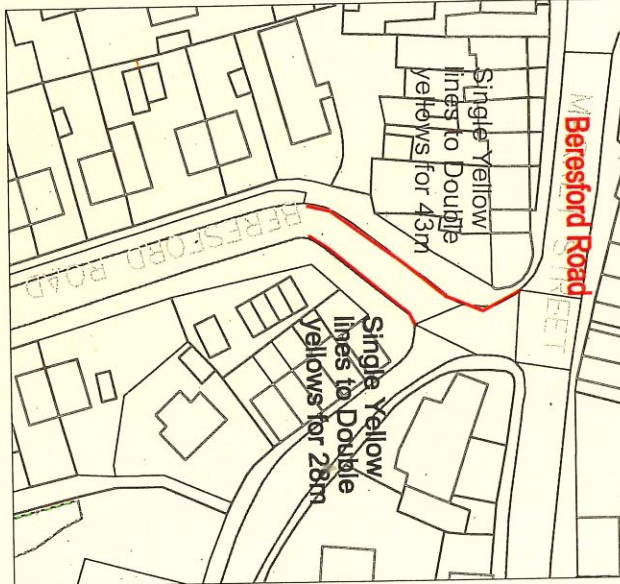 Single Yellow
lines to Double
yellows for 43m
Beresford Road
BERESFORD ROAD
STREET
Single Yellow
lines to Double
yellows for 28m